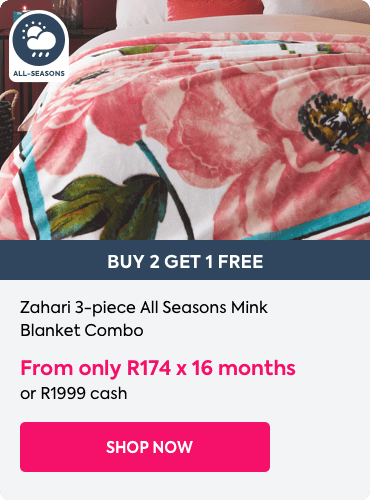 ALL-SEASONS
BUY 2 GET 1 FREE
Zahari 3-piece All Seasons Mink
Blanket Combo
From only R174 x 16 months
or R1999 cash
SHOP NOW